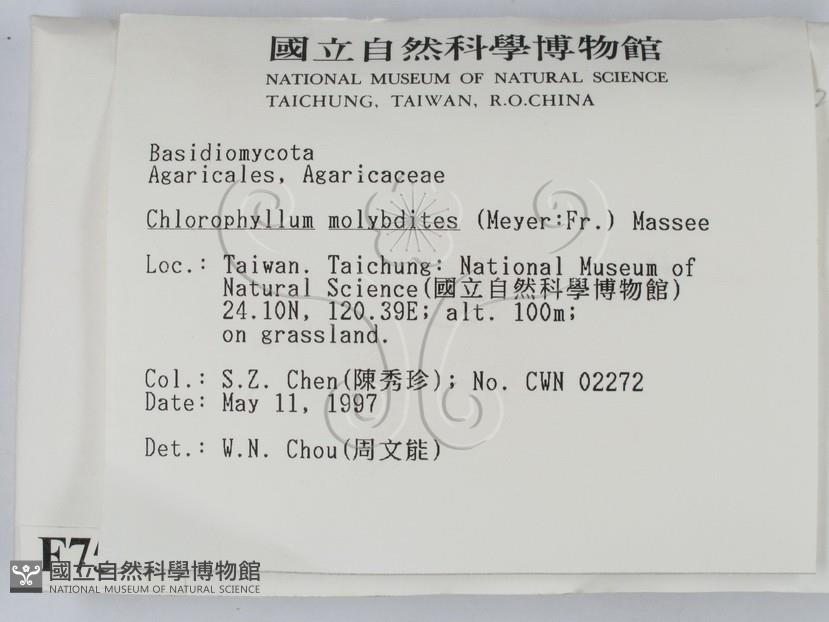 國立自然科學博物館
NATIONAL MUSEUM OF NATURAL SCIENCE
TAICHUNG, TAIWAN, R.O.CHINA
Basidiomycota
Agaricales, Agaricaceae
Chlorophyllum molybdites (Meyer:Fr.) Massee
Loc.: Taiwan. Taichung: National Museum of
Natural Science(國立自然科學博物館)
24.10N, 120.39E; alt. 100m;
on grassland.
Col.: S.Z. Chen(陳秀珍); No. CWN 02272
Date: May 11, 1997
Det.: W.N. Chou(周文能)
國立自然科學博物館
NATIONAL MUSEUM OF NATURAL SCIENCE